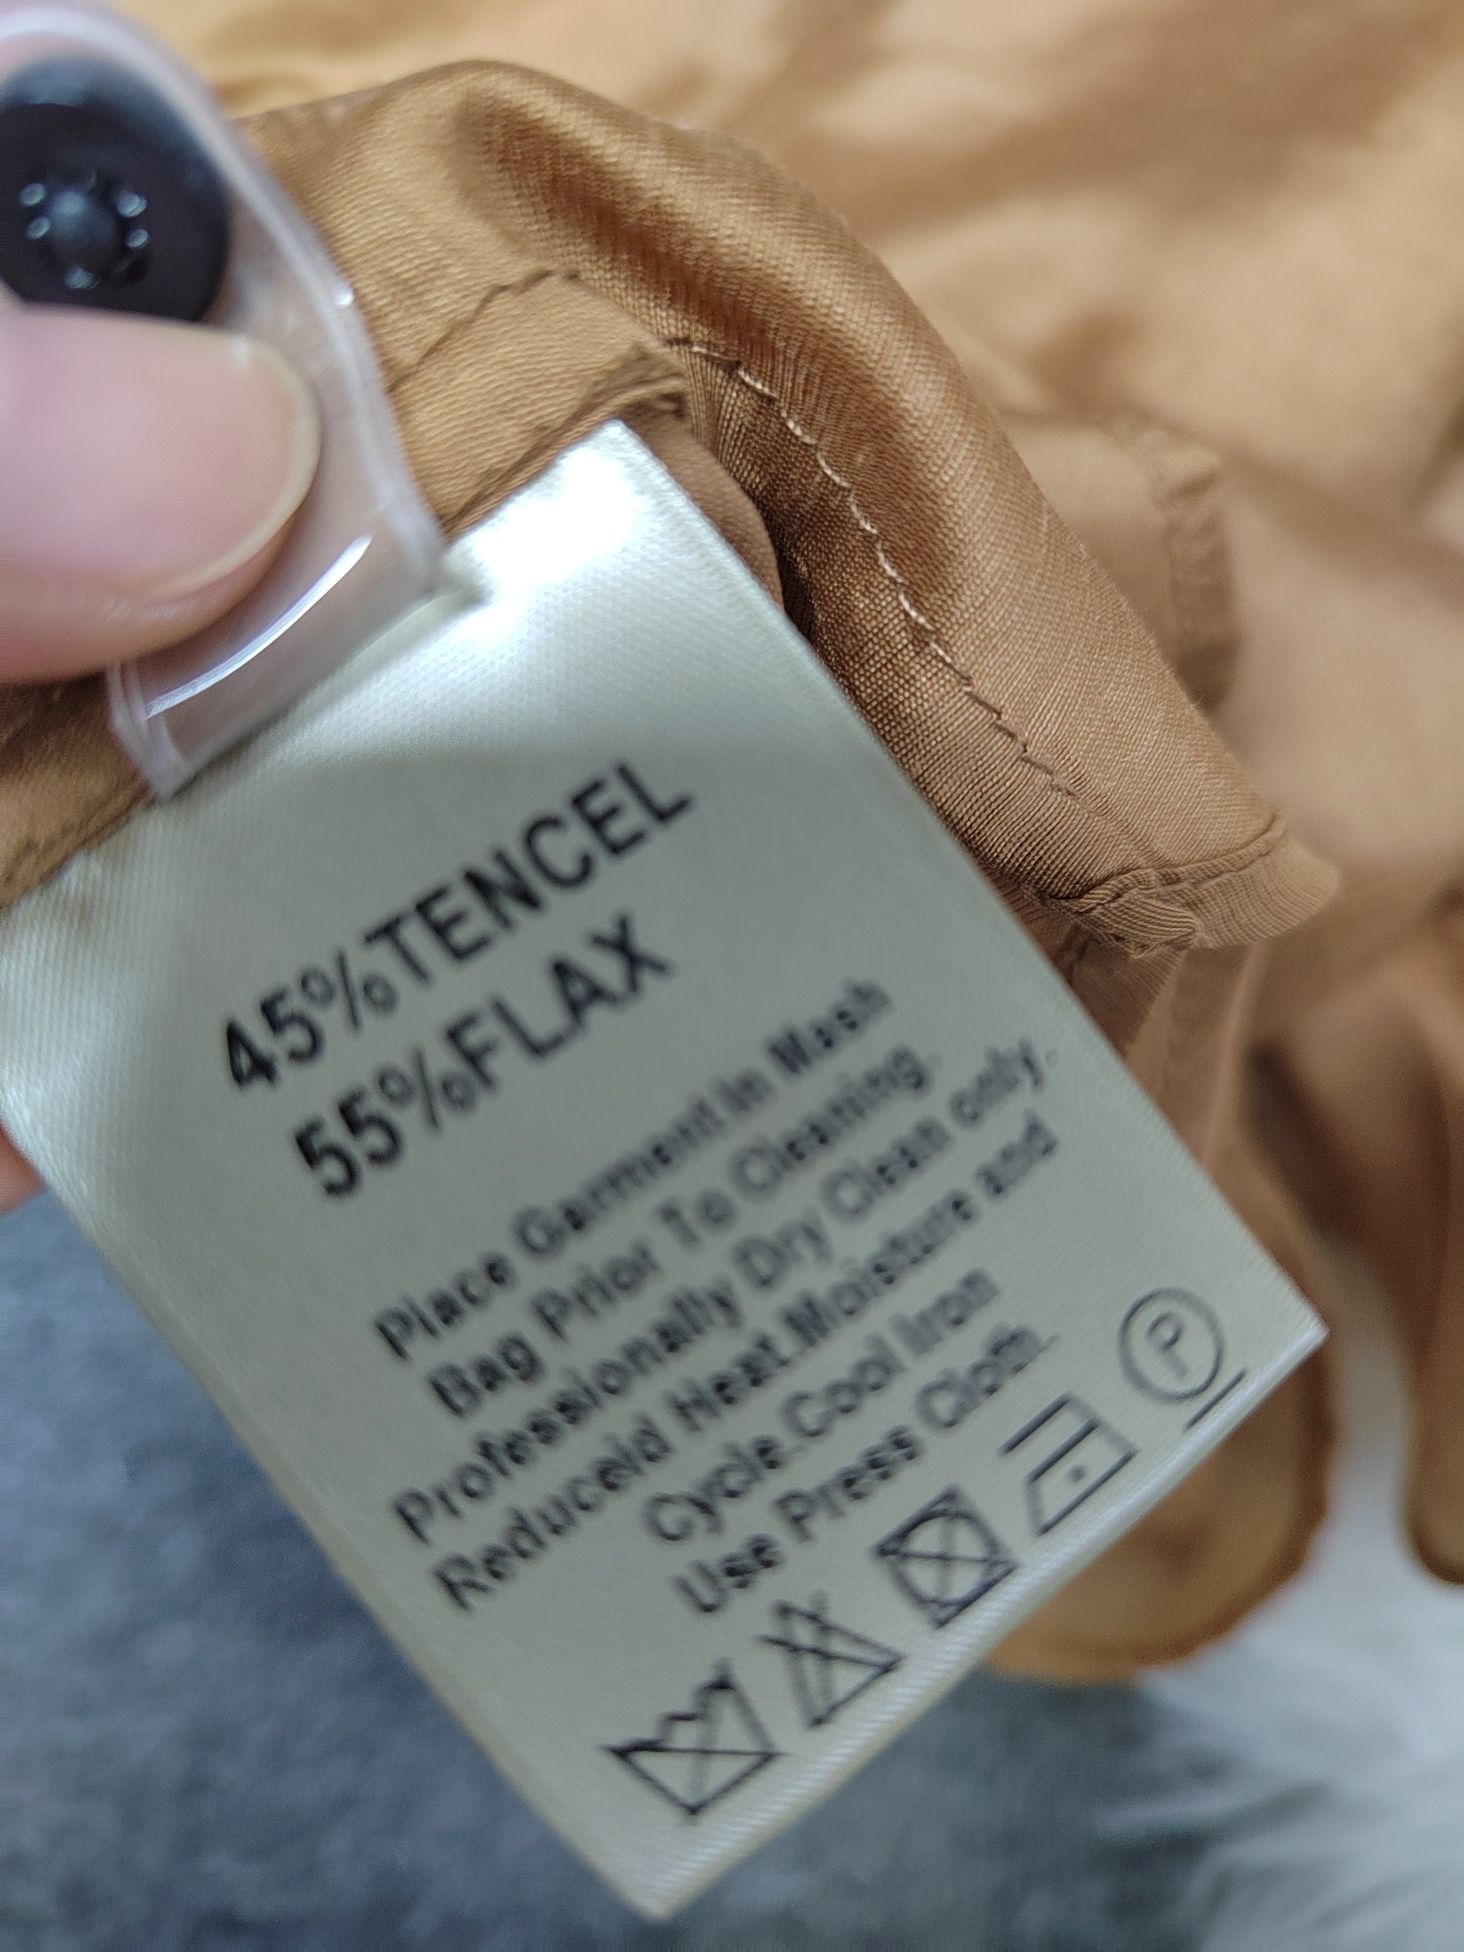 45%TENCEL
55%FLAX
Place Garment.in Mash
Bag Prior To Cleaning.
Professionally Dry Clean only.
Reduceid Heat.Moisture and
Cycle.Cool Iron
Use Press Cloth.
P